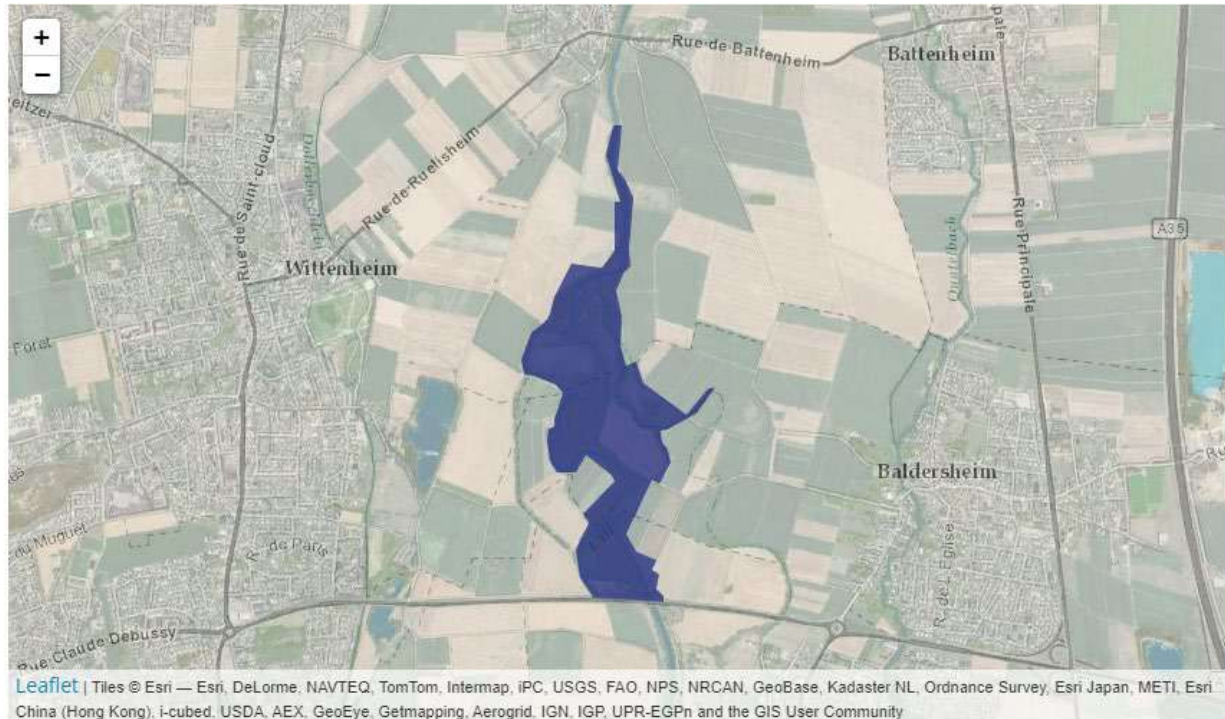 +
−
Rue·de·Battenheim
Battenheim
eitzer
Rue·de·Saint·cloud
Rue·de·Ruelisheim
A35
Wittenheim
Quatelbach
Rue·Principale
Foret
Baldersheim
Ru
du Muguet
R. de Paris
R.de.L.Eglise
Rue Claude Debussy
Leaflet | Tiles © Esri — Esri, DeLorme, NAVTEQ, TomTom, Intermap, iPC, USGS, FAO, NPS, NRCAN, GeoBase, Kadaster NL, Ordnance Survey, Esri Japan, METI, Esri
China (Hong Kong), i-cubed, USDA, AEX, GeoEye, Getmapping, Aerogrid, IGN, IGP, UPR-EGPn and the GIS User Community